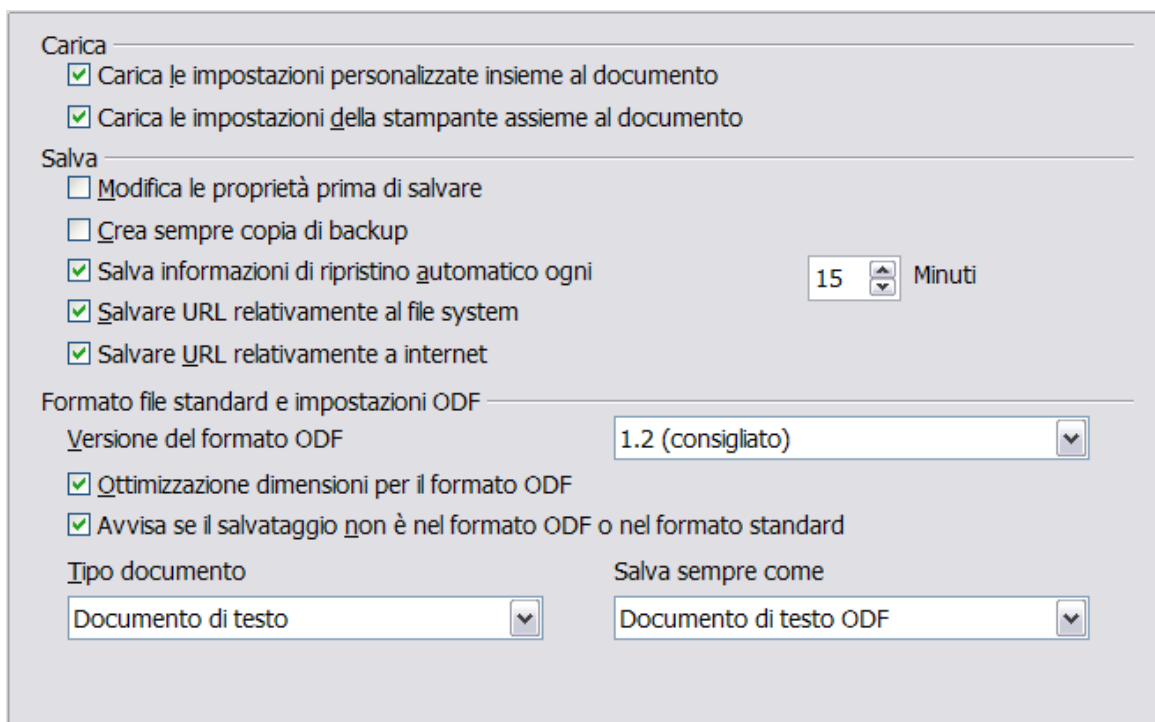 Carica
Carica le impostazioni personalizzate insieme al documento
Carica le impostazioni della stampante assieme al documento
Salva
Modifica le proprietà prima di salvare
Crea sempre copia di backup
Salva informazioni di ripristino automatico ogni 15 Minuti
Salvare URL relativamente al file system
Salvare URL relativamente a internet
Formato file standard e impostazioni ODF
Versione del formato ODF 1.2 (consigliato)
Ottimizzazione dimensioni per il formato ODF
Avvisa se il salvataggio non è nel formato ODF o nel formato standard
Tipo documento Salva sempre come
Documento di testo Documento di testo ODF